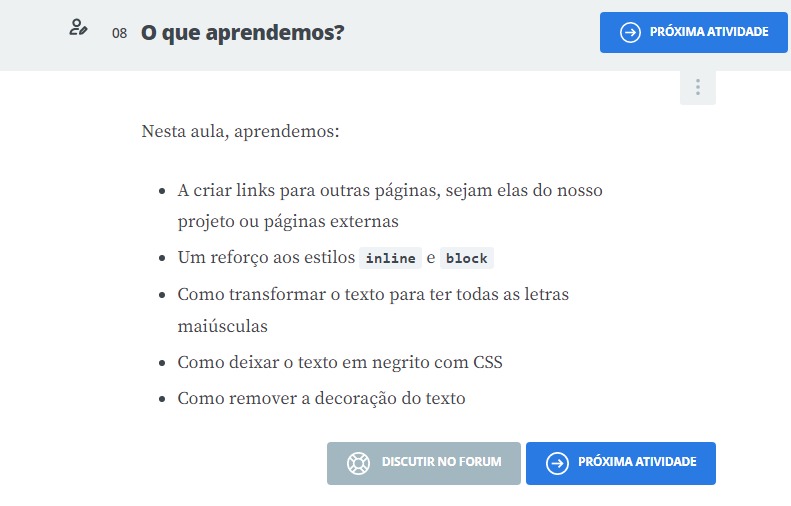 08 O que aprendemos?
PRÓXIMA ATIVIDADE
Nesta aula, aprendemos:
A criar links para outras páginas, sejam elas do nosso
projeto ou páginas externas
Um reforço aos estilos inline e block
Como transformar o texto para ter todas as letras
maiúsculas
Como deixar o texto em negrito com CSS
Como remover a decoração do texto
DISCUTIR NO FORUM
PRÓXIMA ATIVIDADE